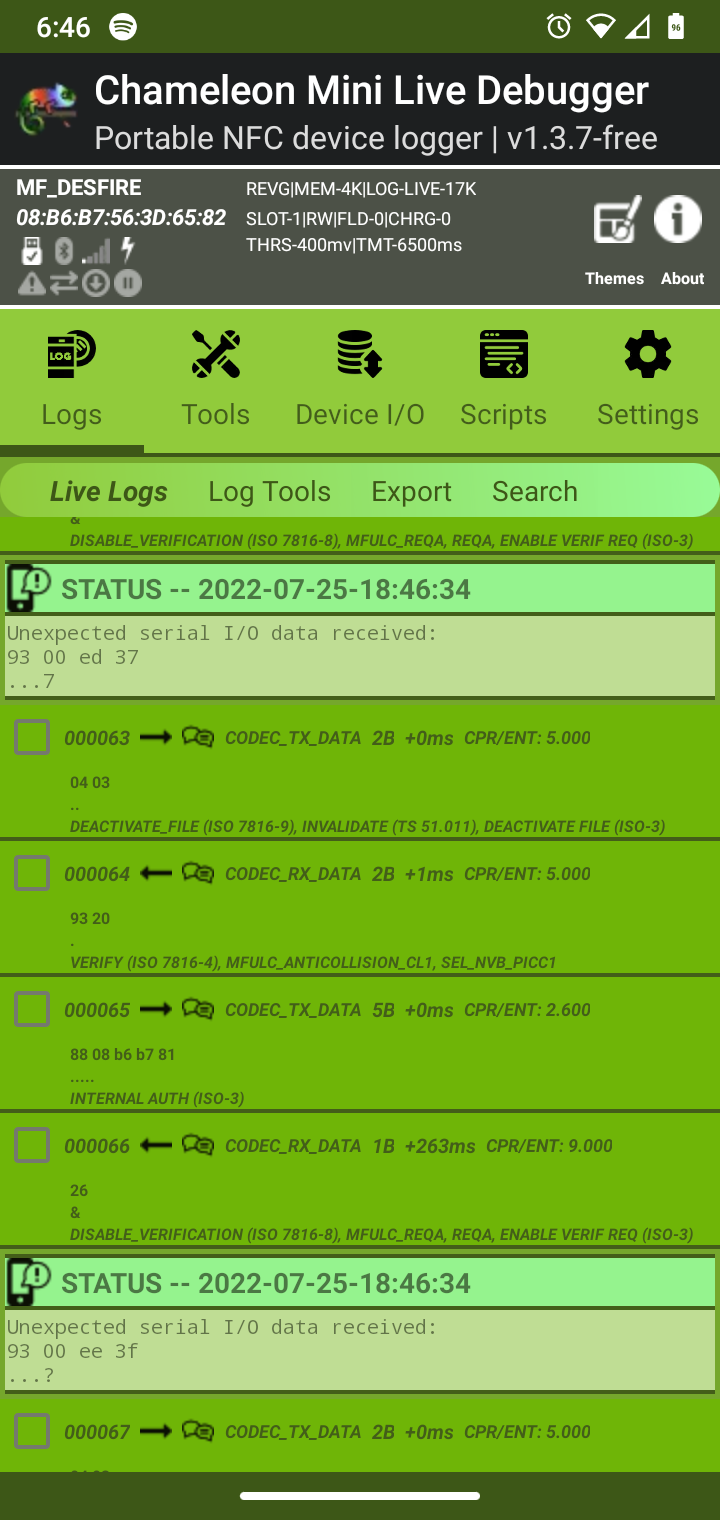 6:46
96
Chameleon Mini Live Debugger
Portable NFC device logger | v1.3.7-free
MF_DESFIRE
08:B6:B7:56:3D:65:82
REVG|MEM-4K|LOG-LIVE-17K
SLOT-1|RW|FLD-0|CHRG-0
THRS-400mv|TMT-6500ms
Themes About
LOG
Logs Tools Device I/O Scripts Settings
Live Logs Log Tools Export Search
&
DISABLE_VERIFICATION (ISO 7816-8), MFULC_REQA, REQA, ENABLE VERIF REQ (ISO-3)
STATUS -- 2022-07-25-18:46:34
Unexpected serial I/O data received:
93 00 ed 37
...7
000063 CODEC_TX_DATA 2B +0ms CPR/ENT: 5.000
04 03
..
DEACTIVATE_FILE (ISO 7816-9), INVALIDATE (TS 51.011), DEACTIVATE FILE (ISO-3)
000064 CODEC_RX_DATA 2B +1ms CPR/ENT: 5.000
93 20
.
VERIFY (ISO 7816-4), MFULC_ANTICOLLISION_CL1, SEL_NVB_PICC1
000065 CODEC_TX_DATA 5B +0ms CPR/ENT: 2.600
88 08 b6 b7 81
.....
INTERNAL AUTH (ISO-3)
000066 CODEC_RX_DATA 1B +263ms CPR/ENT: 9.000
26
&
DISABLE_VERIFICATION (ISO 7816-8), MFULC_REQA, REQA, ENABLE VERIF REQ (ISO-3)
STATUS -- 2022-07-25-18:46:34
Unexpected serial I/O data received:
93 00 ee 3f
...?
000067 CODEC_TX_DATA 2B +0ms CPR/ENT: 5.000